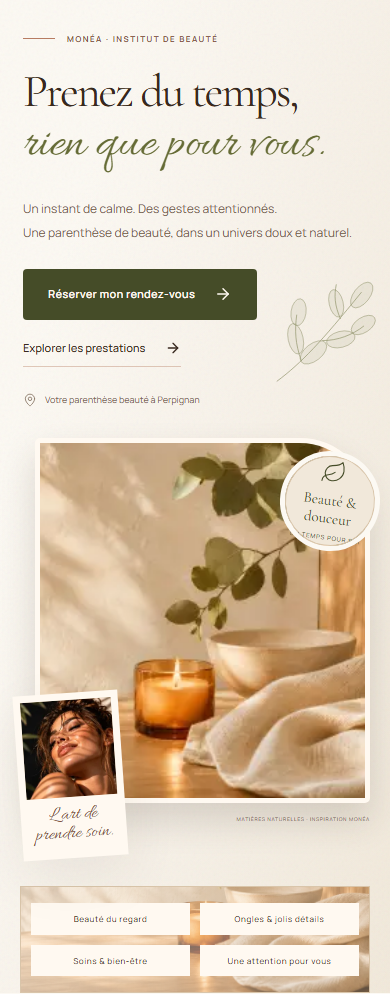 MONÉA · INSTITUT DE BEAUTÉ
Prenez du temps,
rien que pour vous.
Un instant de calme. Des gestes attentionnés.
Une parenthèse de beauté, dans un univers doux et naturel.
Réserver mon rendez-vous
Explorer les prestations
Votre parenthèse beauté à Perpignan
Beauté &
douceur
TEMPS POUR
L'art de
prendre soin.
MATIÈRES NATURELLES · INSPIRATION MONÉA
Beauté du regard
Ongles & jolis détails
Soins & bien-être
Une attention pour vous